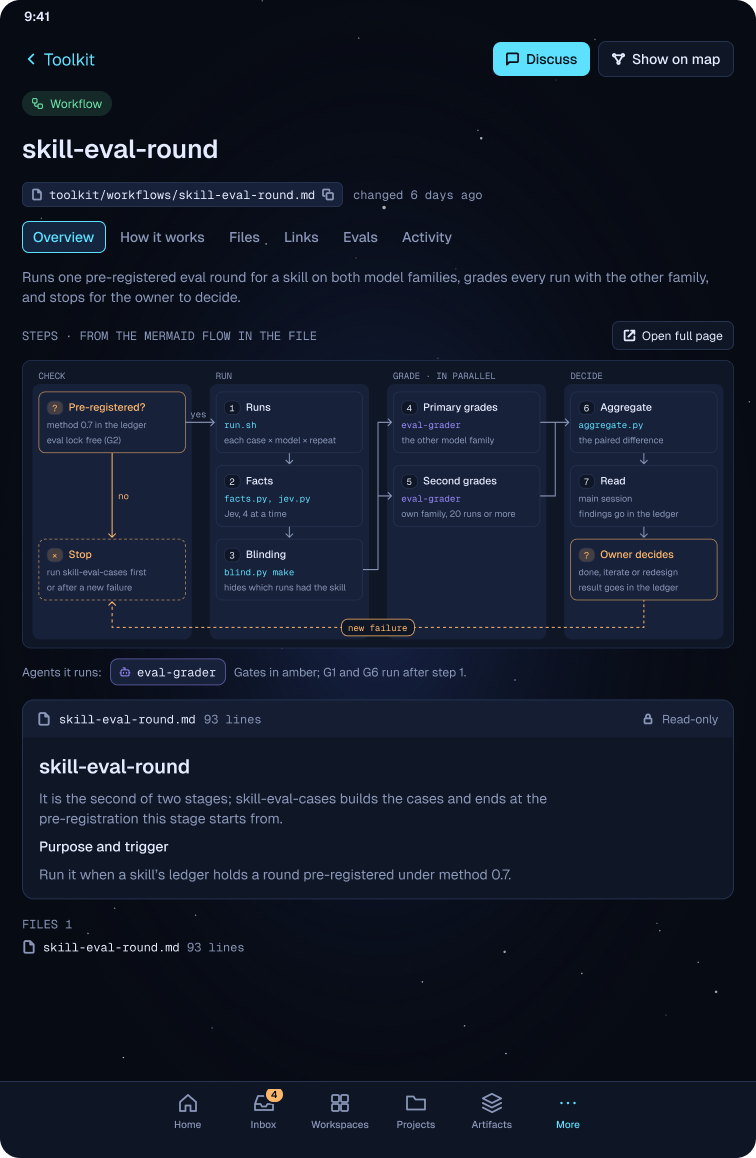 9:41
Toolkit
Discuss
Show on map
Workflow
skill-eval-round
toolkit/workflows/skill-eval-round.md
changed 6 days ago
Overview
How it works
Files
Links
Evals
Activity
Runs one pre-registered eval round for a skill on both model families, grades every run with the other family,
and stops for the owner to decide.
STEPS · FROM THE MERMAID FLOW IN THE FILE
Open full page
CHECK
? Pre-registered?
method 0.7 in the ledger
eval lock free (G2)
yes
no
× Stop
run skill-eval-cases first
or after a new failure
RUN
1 Runs
run.sh
each case × model × repeat
2 Facts
facts.py, jev.py
Jev, 4 at a time
3 Blinding
blind.py make
hides which runs had the skill
GRADE · IN PARALLEL
4 Primary grades
eval-grader
the other model family
5 Second grades
eval-grader
own family, 20 runs or more
DECIDE
6 Aggregate
aggregate.py
the paired difference
7 Read
main session
findings go in the ledger
? Owner decides
done, iterate or redesign
result goes in the ledger
new failure
Agents it runs:
eval-grader
Gates in amber; G1 and G6 run after step 1.
skill-eval-round.md 93 lines
Read-only
skill-eval-round
It is the second of two stages; skill-eval-cases builds the cases and ends at the
pre-registration this stage starts from.
Purpose and trigger
Run it when a skill's ledger holds a round pre-registered under method 0.7.
FILES 1
skill-eval-round.md 93 lines
Home
4
Inbox
Workspaces
Projects
Artifacts
More